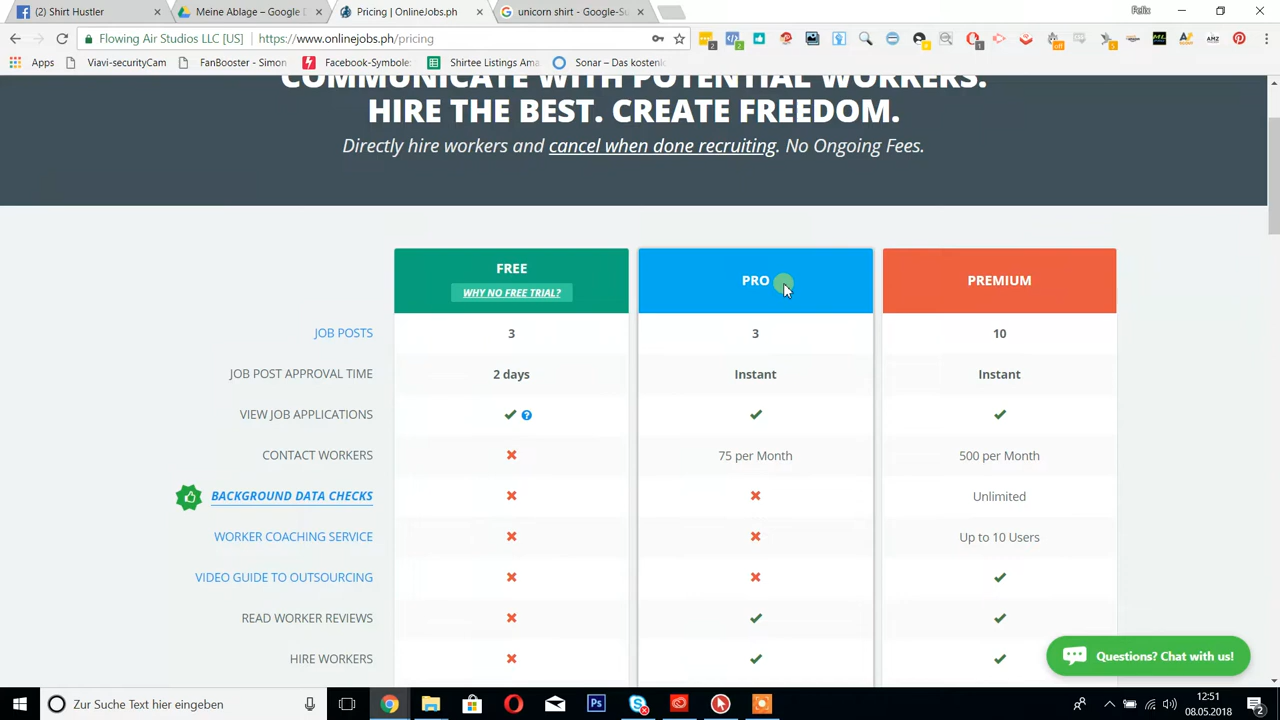 (2) Shirt Hustler
Meine Ablage – Google D
Pricing | OnlineJobs.ph
unicorn shirt - Google-Su
Felix
Flowing Air Studios LLC [US]
https://www.onlinejobs.ph/pricing
Apps
Viavi-securityCam
FanBooster - Simon
Facebook-Symbole
Shirtee Listings Ama
Sonar – Das kostenl
COMMUNICATE WITH POTENTIAL WORKERS.
HIRE THE BEST. CREATE FREEDOM.
Directly hire workers and cancel when done recruiting. No Ongoing Fees.
FREE
WHY NO FREE TRIAL?
PRO
PREMIUM
JOB POSTS 3 3 10
JOB POST APPROVAL TIME 2 days Instant Instant
VIEW JOB APPLICATIONS
CONTACT WORKERS 75 per Month 500 per Month
BACKGROUND DATA CHECKS Unlimited
WORKER COACHING SERVICE Up to 10 Users
VIDEO GUIDE TO OUTSOURCING
READ WORKER REVIEWS
HIRE WORKERS
Questions? Chat with us!
Zur Suche Text hier eingeben
12:51
08.05.2018